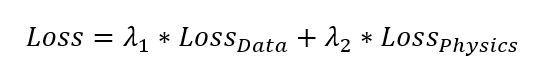 Loss = λ₁ * Loss_Data + λ₂ * Loss_Physics